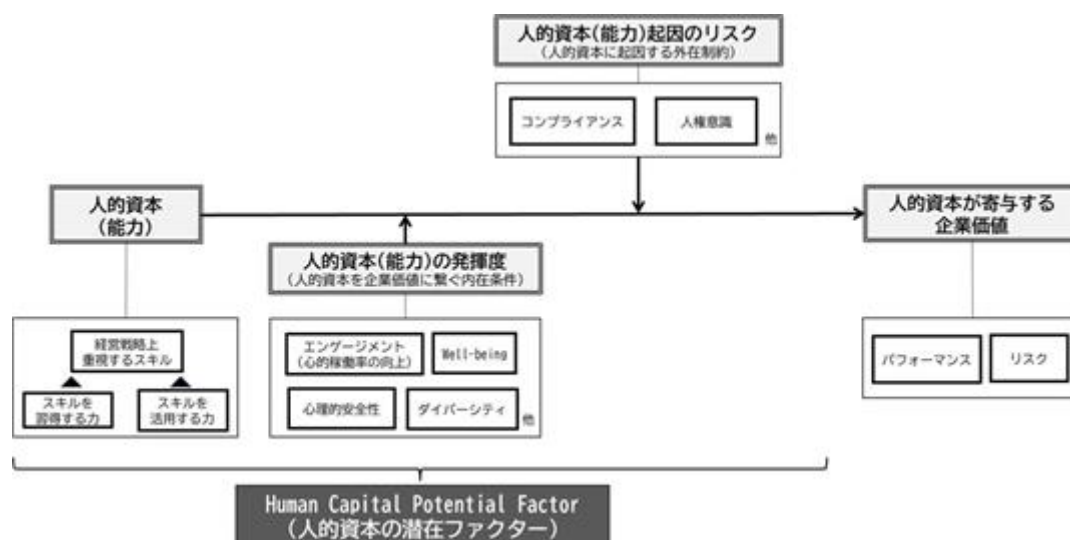 人的資本(能力)起因のリスク
(人的資本に起因する外在制約)
コンプライアンス
人権意識
他
人的資本
(能力)
人的資本が寄与する
企業価値
人的資本(能力)の発揮度
(人的資本を企業価値に繋ぐ内在条件)
経営戦略上
重視するスキル
スキルを
習得する力
スキルを
活用する力
エンゲージメント
(心的稼働率の向上)
Well-being
心理的安全性
ダイバーシティ
他
パフォーマンス
リスク
Human Capital Potential Factor
(人的資本の潜在ファクター)